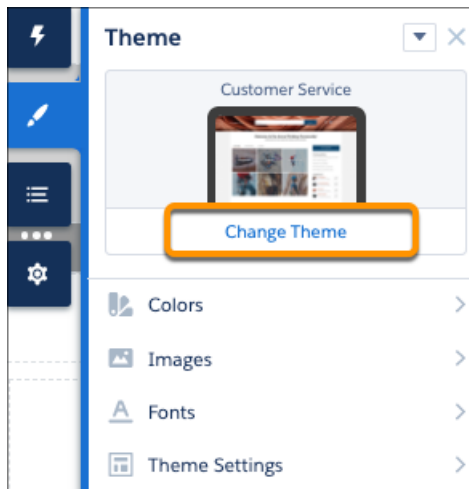 Theme
Customer Service
Change Theme
Colors
Images
Fonts
Theme Settings